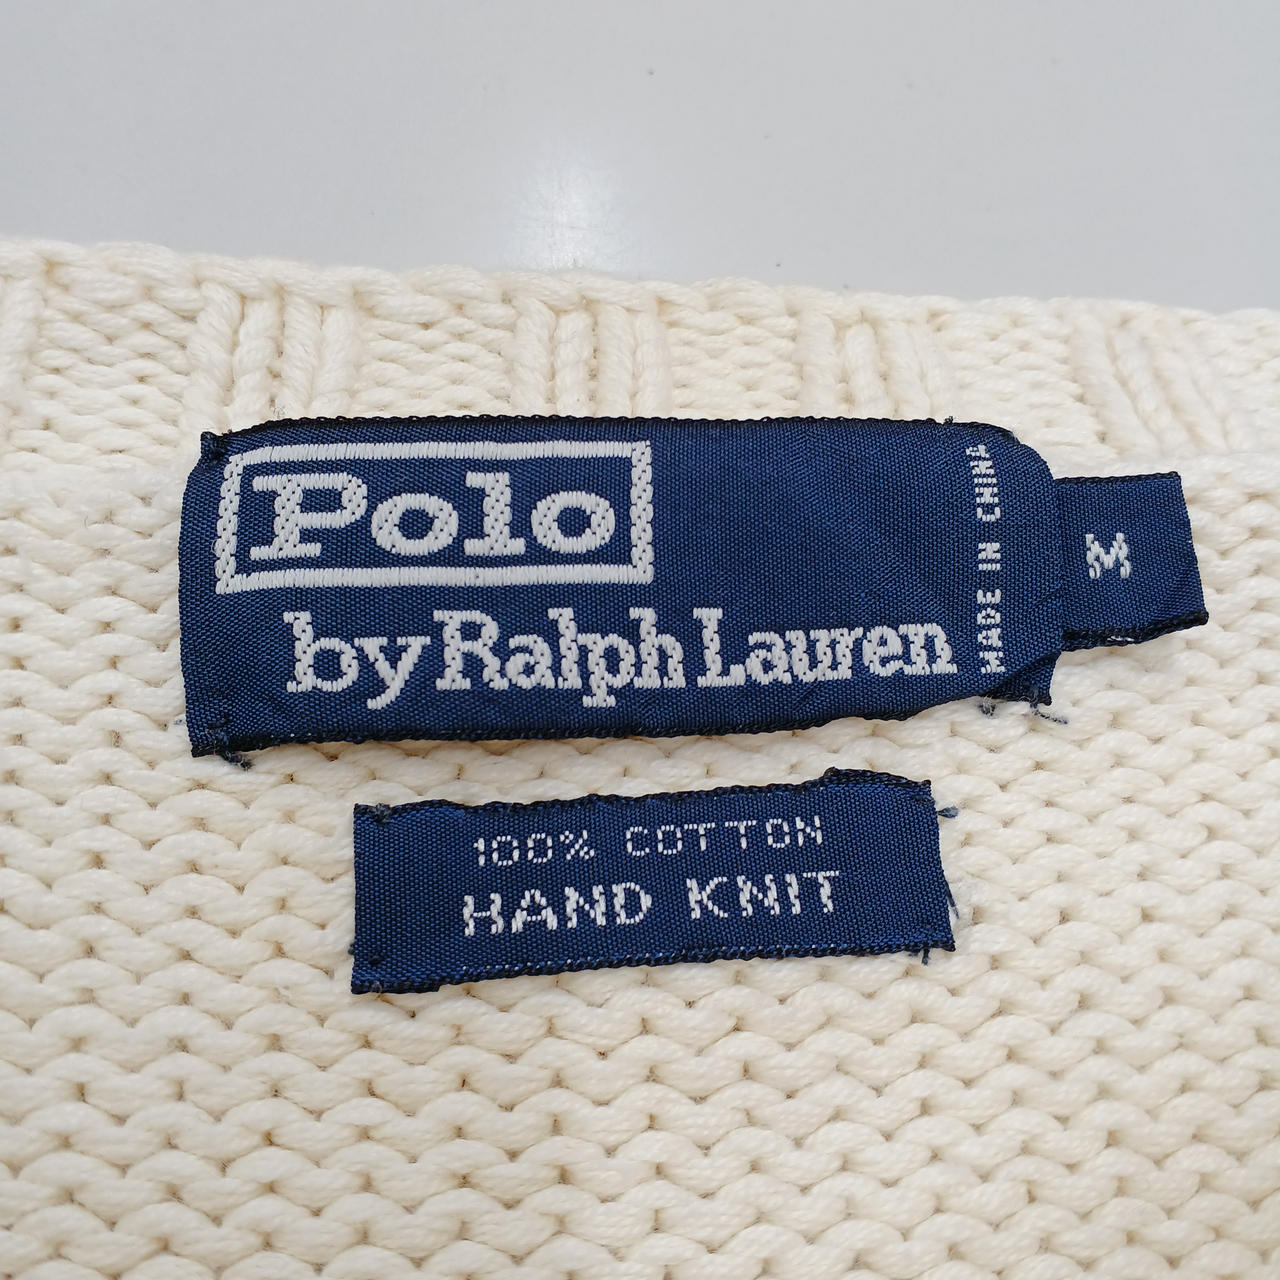 Polo
by Ralph Lauren
MADE IN CHINA
M
100% COTTON
HAND KNIT